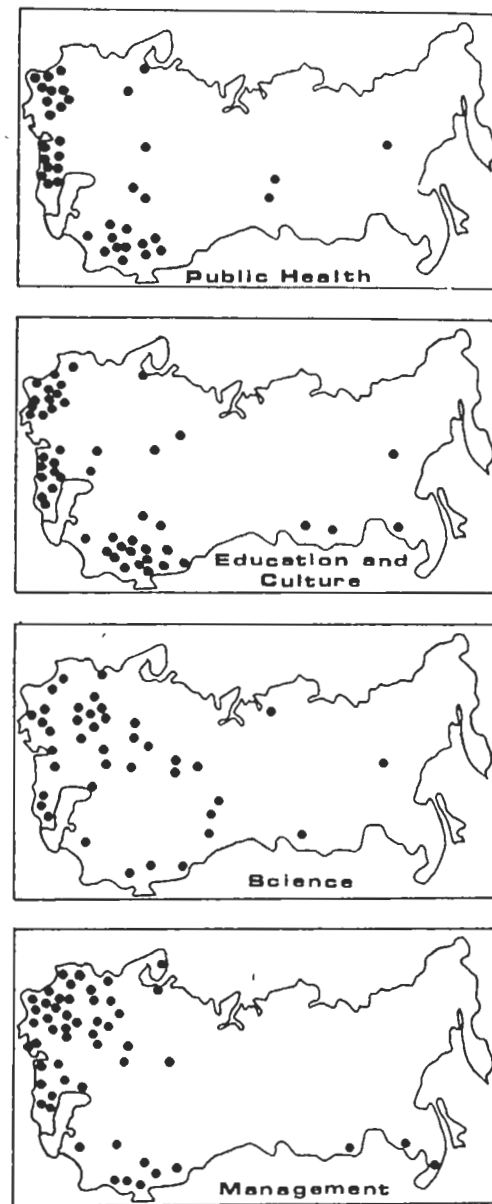 Public Health
Education and
Culture
Science
Management